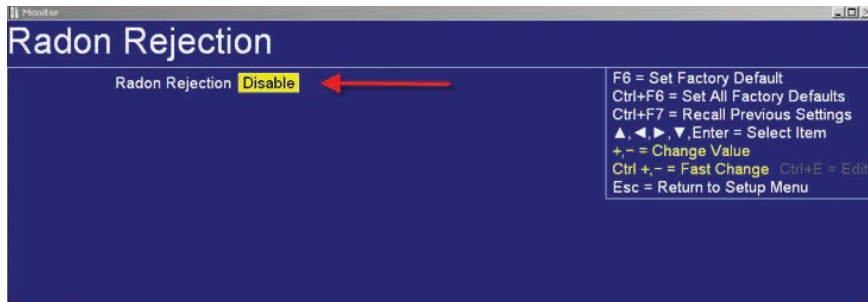 Monitor
Radon Rejection
Radon Rejection Disable
F6 = Set Factory Default
Ctrl+F6 = Set All Factory Defaults
Ctrl+F7 = Recall Previous Settings
▲,◄,►,▼,Enter = Select Item
+,− = Change Value
Ctrl +,− = Fast Change Ctrl+E = Edit
Esc = Return to Setup Menu